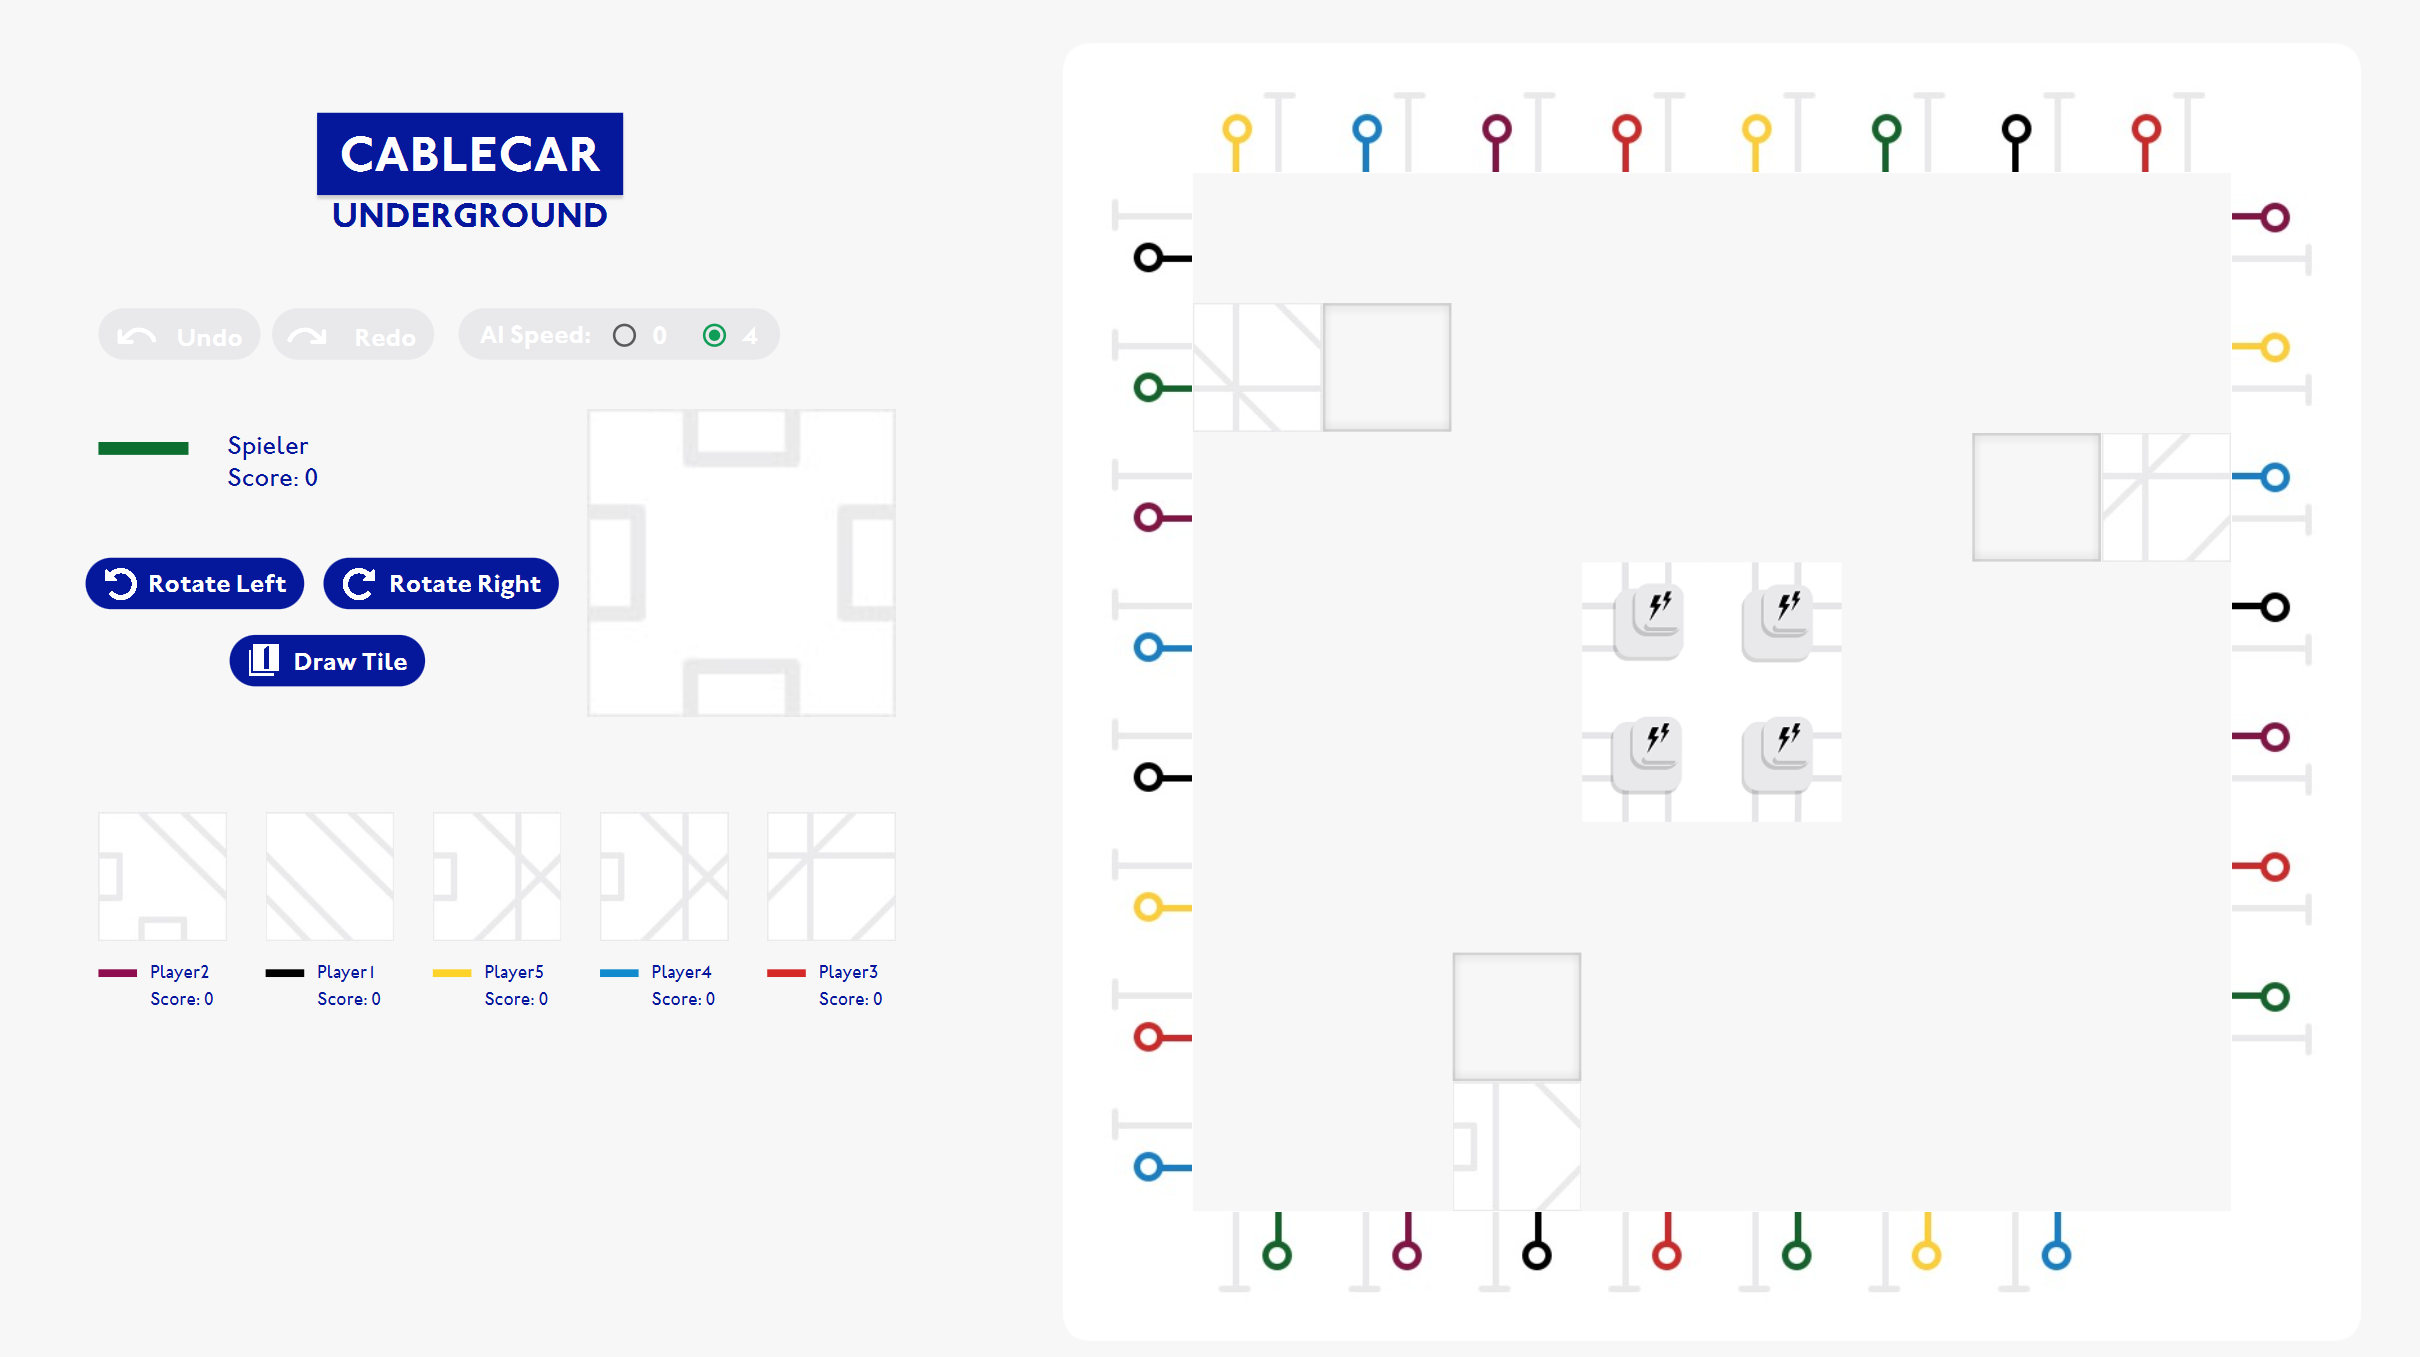 CABLECAR
UNDERGROUND
Undo
Redo
AI Speed:
0
4
Spieler
Score: 0
Rotate Left
Rotate Right
Draw Tile
Player2
Score: 0
Player1
Score: 0
Player5
Score: 0
Player4
Score: 0
Player3
Score: 0